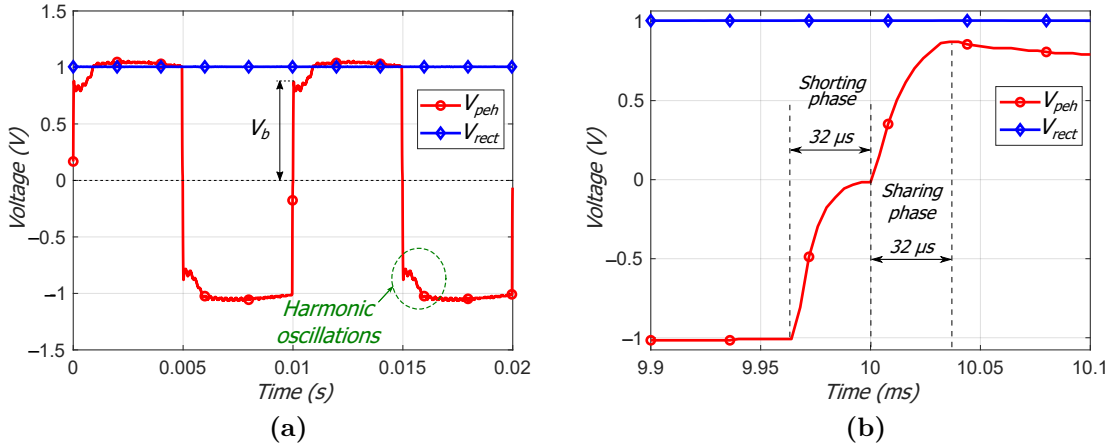 1.5
1
0.5
0
−0.5
−1
−1.5
Voltage (V)
V_b
V_peh
V_rect
Harmonic
oscillations
0 0.005 0.01 0.015 0.02
Time (s)
(a)
1
0.5
0
−0.5
−1
Voltage (V)
Shorting
phase
32 µs
V_peh
V_rect
Sharing
phase
32 µs
9.9 9.95 10 10.05 10.1
Time (ms)
(b)